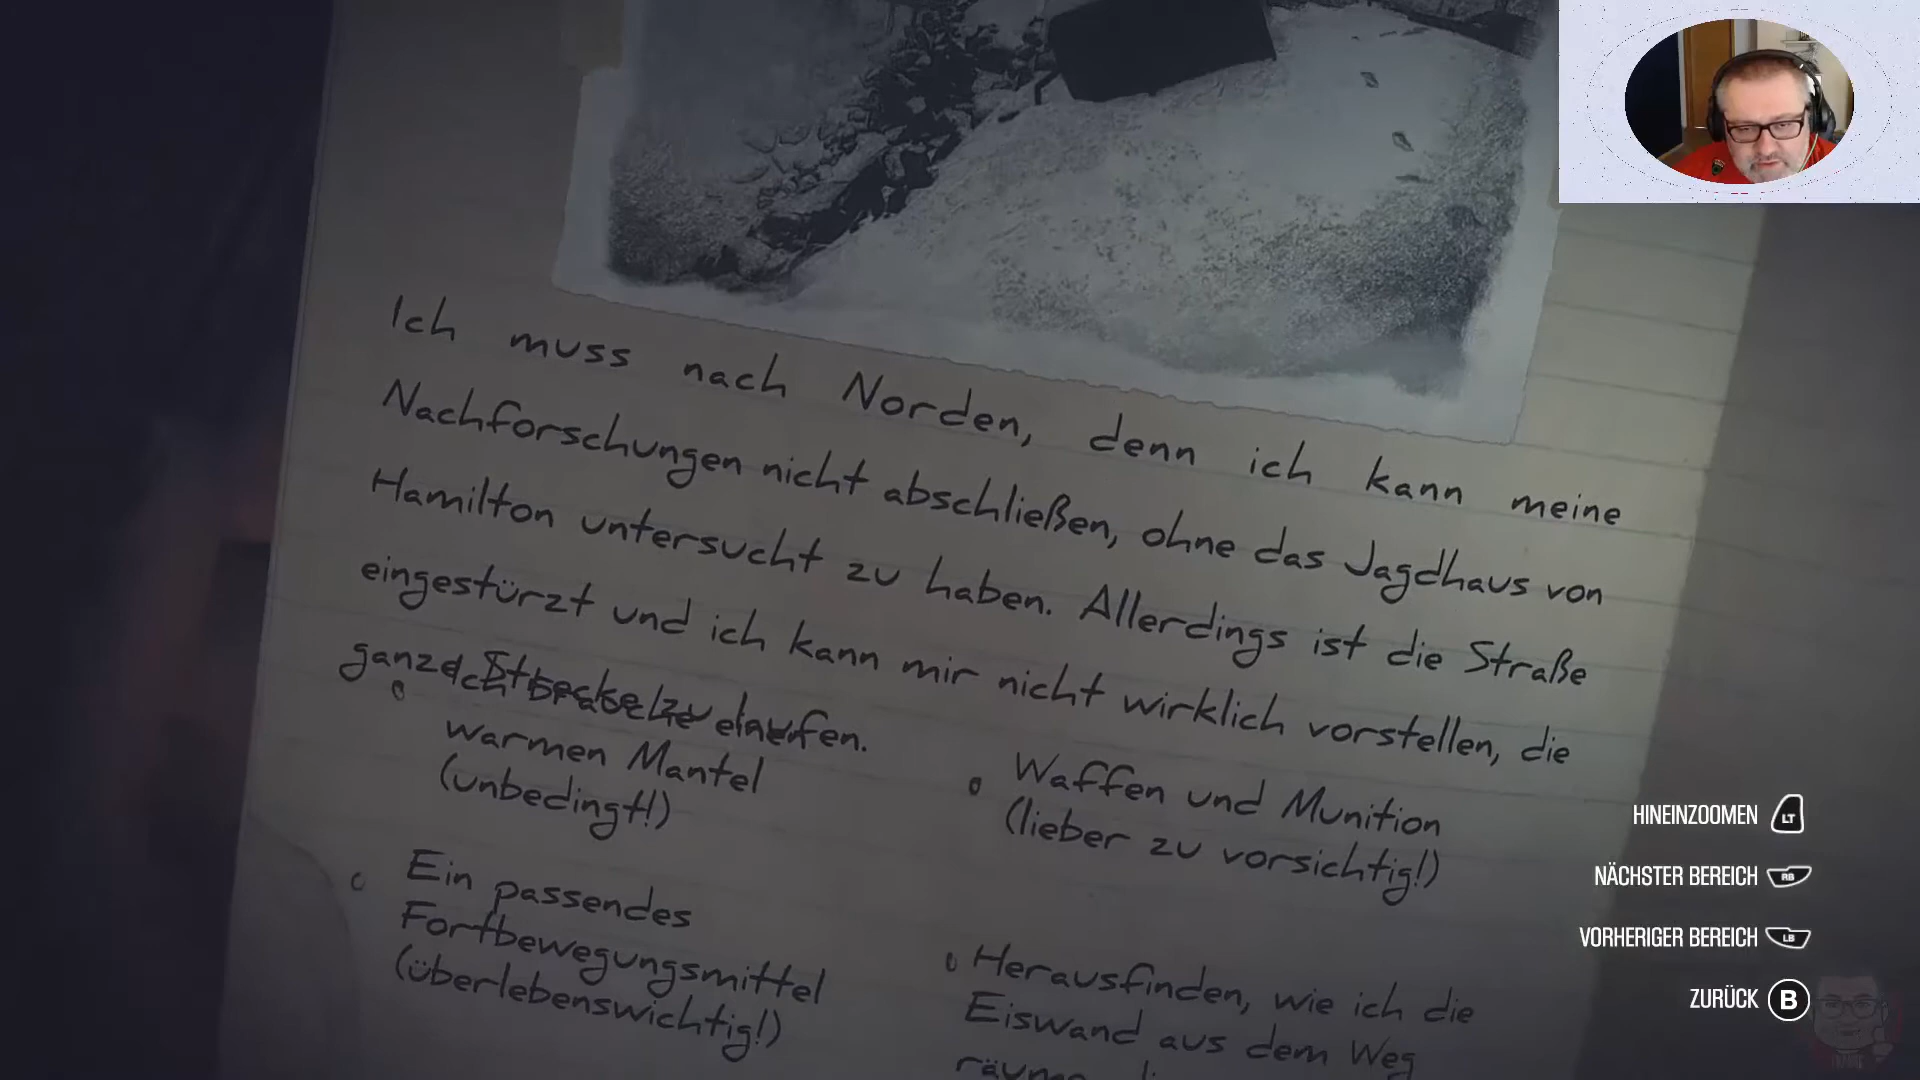 Ich muss nach Norden, denn ich kann meine
Nachforschungen nicht abschließen, ohne das Jagdhaus von
Hamilton untersucht zu haben. Allerdings ist die Straße
eingestürzt und ich kann mir nicht wirklich vorstellen, die
ganze Strecke zu laufen.
Ich brauche einen
warmen Mantel
(unbedingt!)
Waffen und Munition
(lieber zu vorsichtig!)
Ein passendes
Fortbewegungsmittel
(überlebenswichtig!)
Herausfinden, wie ich die
Eiswand aus dem Weg
HINEINZOOMEN LT
NÄCHSTER BEREICH RB
VORHERIGER BEREICH LB
ZURÜCK B